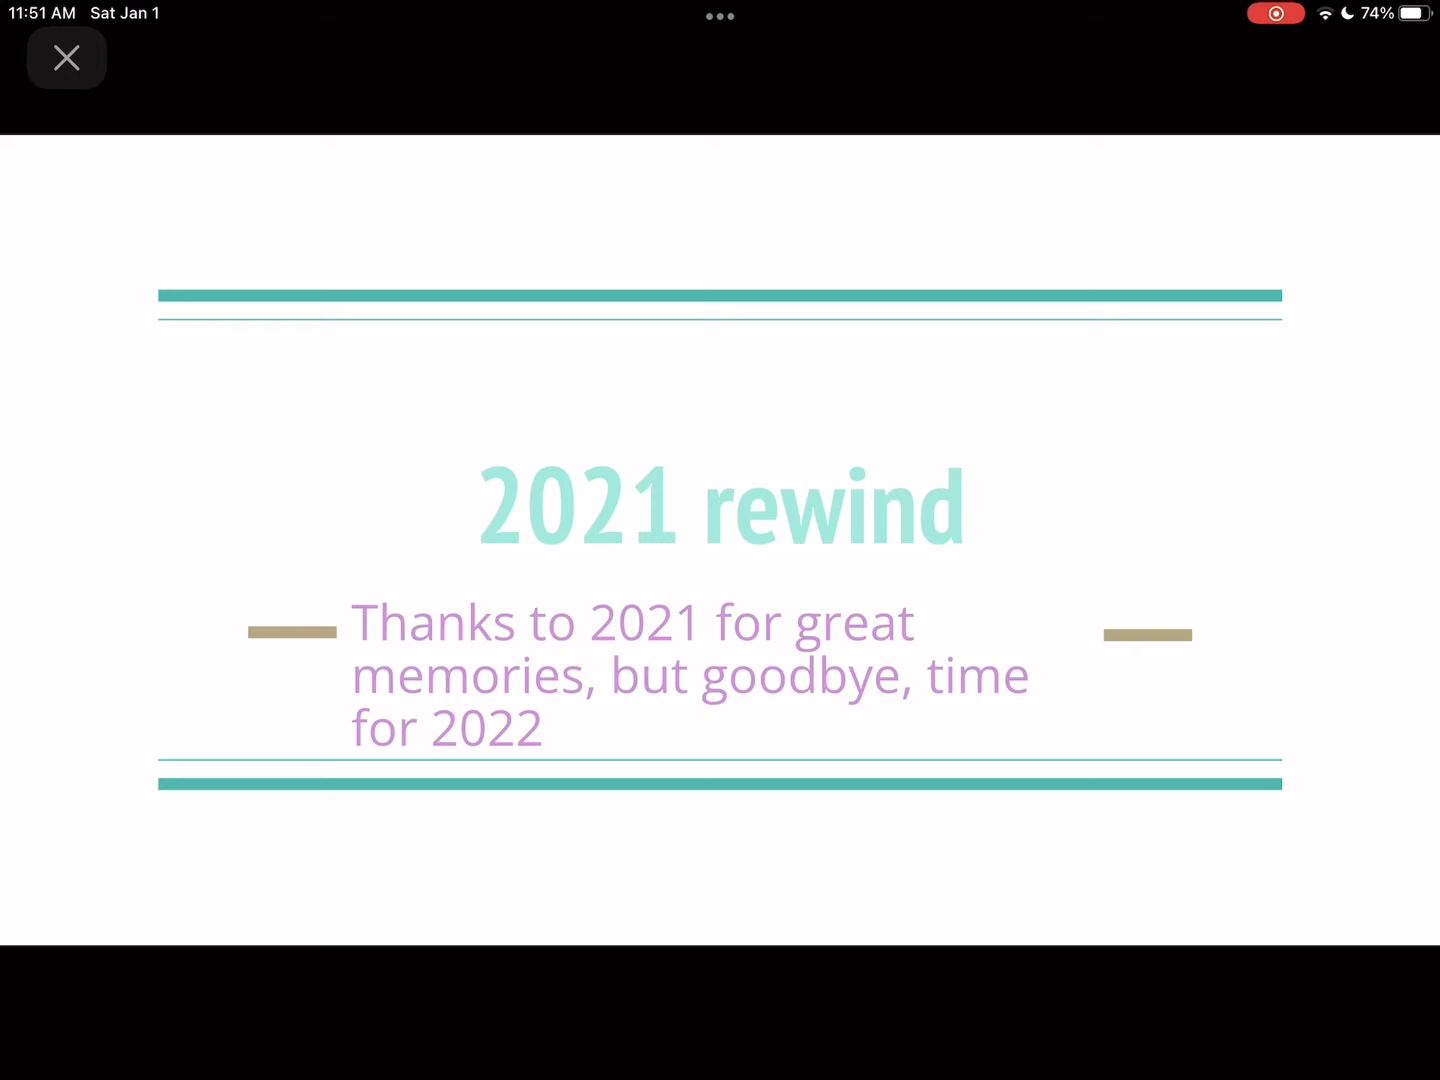 11:51 AM Sat Jan 1 74%
2021 rewind
Thanks to 2021 for great
memories, but goodbye, time
for 2022